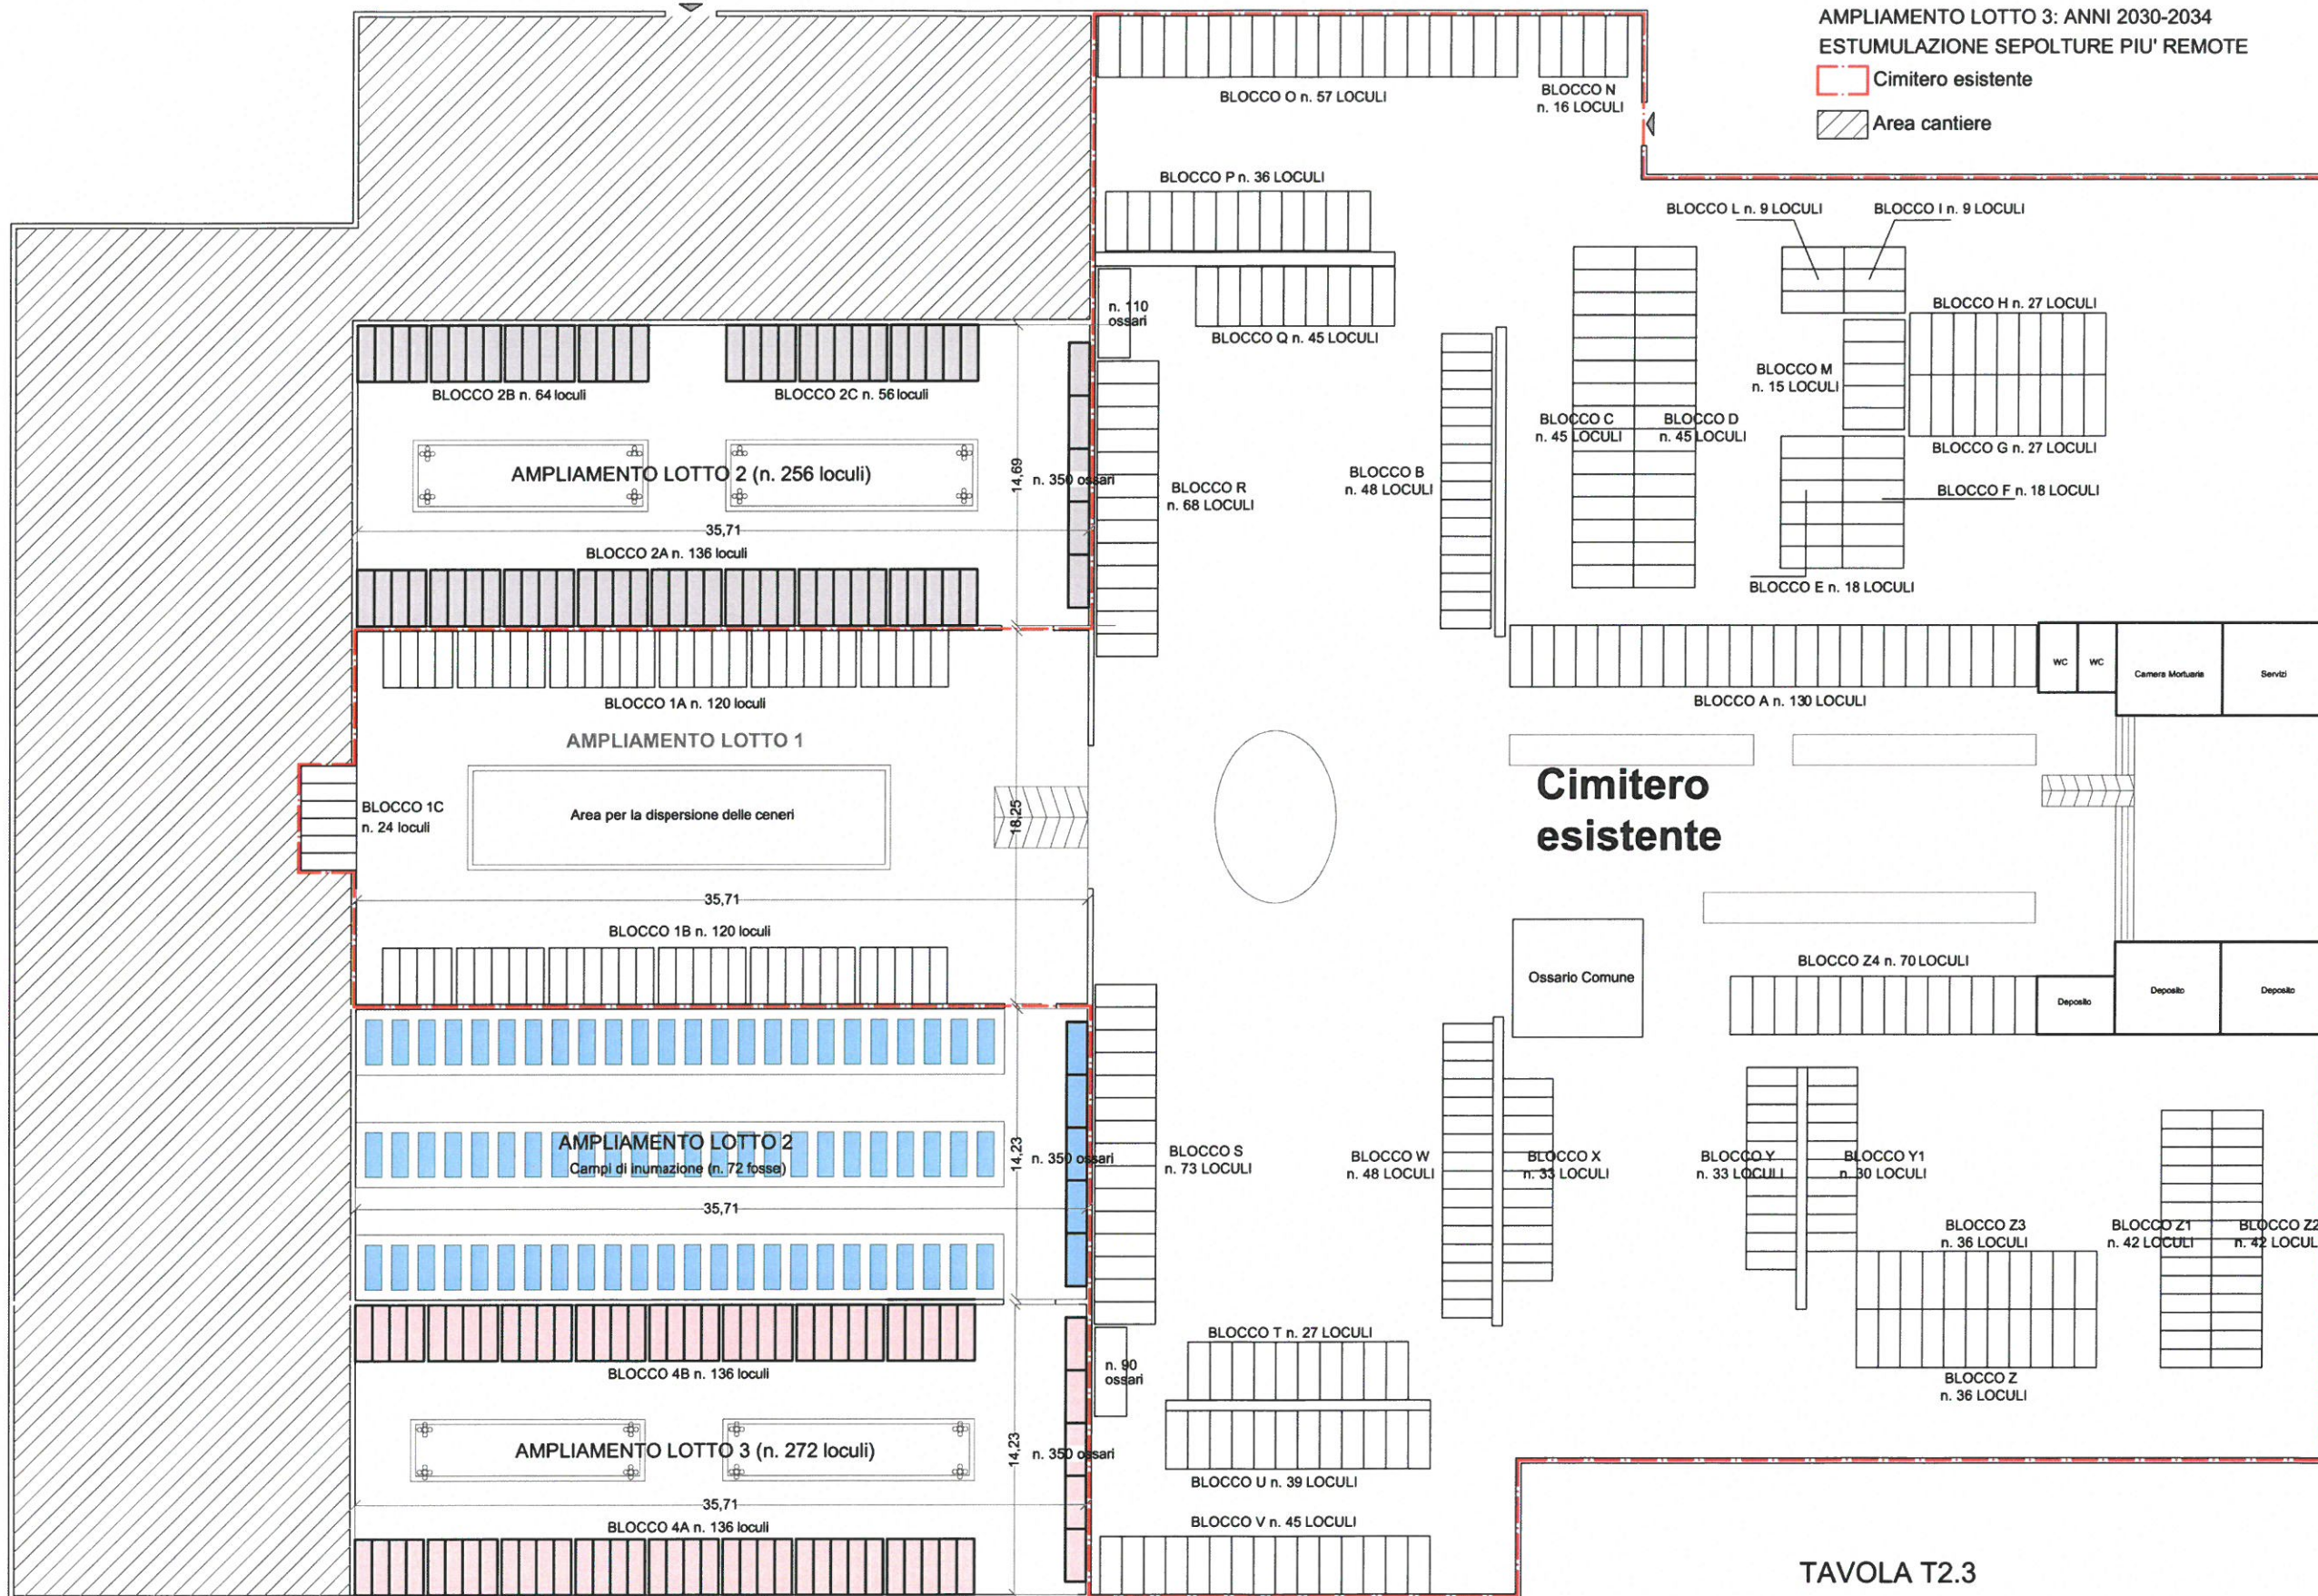 AMPLIAMENTO LOTTO 3: ANNI 2030-2034
ESTUMULAZIONE SEPOLTURE PIU' REMOTE
Cimitero esistente
Area cantiere
BLOCCO O n. 57 LOCULI
BLOCCO N
n. 16 LOCULI
BLOCCO P n. 36 LOCULI
BLOCCO L n. 9 LOCULI
BLOCCO I n. 9 LOCULI
n. 110
ossari
BLOCCO Q n. 45 LOCULI
BLOCCO H n. 27 LOCULI
BLOCCO M
n. 15 LOCULI
BLOCCO C
n. 45 LOCULI
BLOCCO D
n. 45 LOCULI
BLOCCO G n. 27 LOCULI
BLOCCO F n. 18 LOCULI
BLOCCO E n. 18 LOCULI
BLOCCO B
n. 48 LOCULI
BLOCCO R
n. 68 LOCULI
BLOCCO 2B n. 64 loculi
BLOCCO 2C n. 56 loculi
AMPLIAMENTO LOTTO 2 (n. 256 loculi)
14,69
n. 350 ossari
35,71
BLOCCO 2A n. 136 loculi
BLOCCO 1A n. 120 loculi
AMPLIAMENTO LOTTO 1
BLOCCO 1C
n. 24 loculi
Area per la dispersione delle ceneri
18,25
35,71
BLOCCO 1B n. 120 loculi
WC
WC
Camera Mortuaria
Servizi
BLOCCO A n. 130 LOCULI
Cimitero
esistente
Ossario Comune
BLOCCO Z4 n. 70 LOCULI
Deposito
Deposito
Deposito
AMPLIAMENTO LOTTO 2
Campi di inumazione (n. 72 fosse)
14,23
n. 350 ossari
35,71
BLOCCO S
n. 73 LOCULI
BLOCCO W
n. 48 LOCULI
BLOCCO X
n. 33 LOCULI
BLOCCO Y
n. 33 LOCULI
BLOCCO Y1
n. 30 LOCULI
BLOCCO Z3
n. 36 LOCULI
BLOCCO Z1
n. 42 LOCULI
BLOCCO Z2
n. 42 LOCUL
BLOCCO Z
n. 36 LOCULI
BLOCCO T n. 27 LOCULI
n. 90
ossari
BLOCCO 4B n. 136 loculi
AMPLIAMENTO LOTTO 3 (n. 272 loculi)
14,23
n. 350 ossari
35,71
BLOCCO 4A n. 136 loculi
BLOCCO U n. 39 LOCULI
BLOCCO V n. 45 LOCULI
TAVOLA T2.3